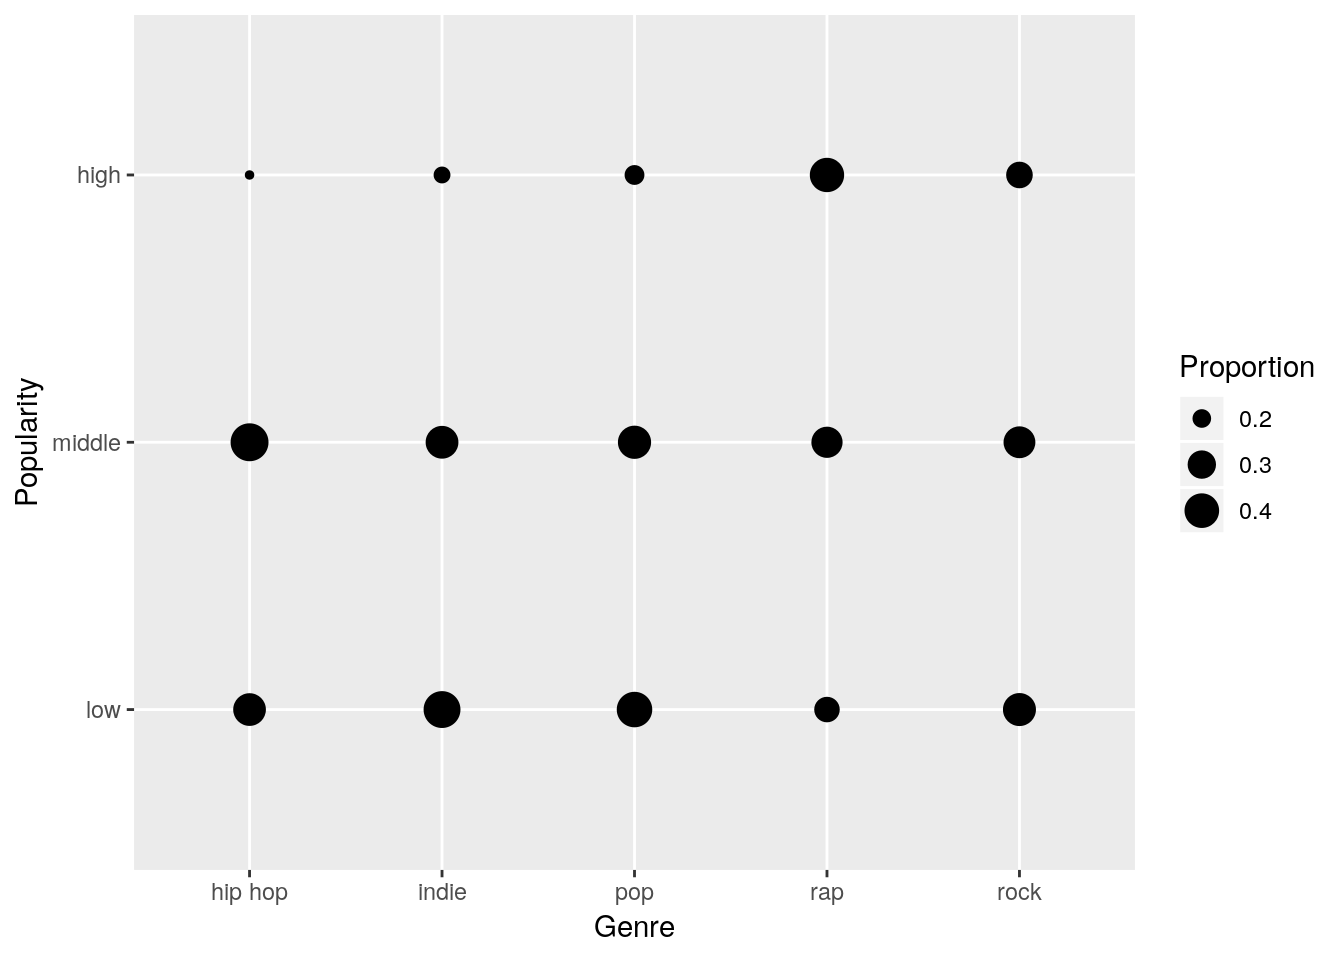 high
middle
low
Popularity
hip hop
indie
pop
rap
rock
Genre
Proportion
0.2
0.3
0.4